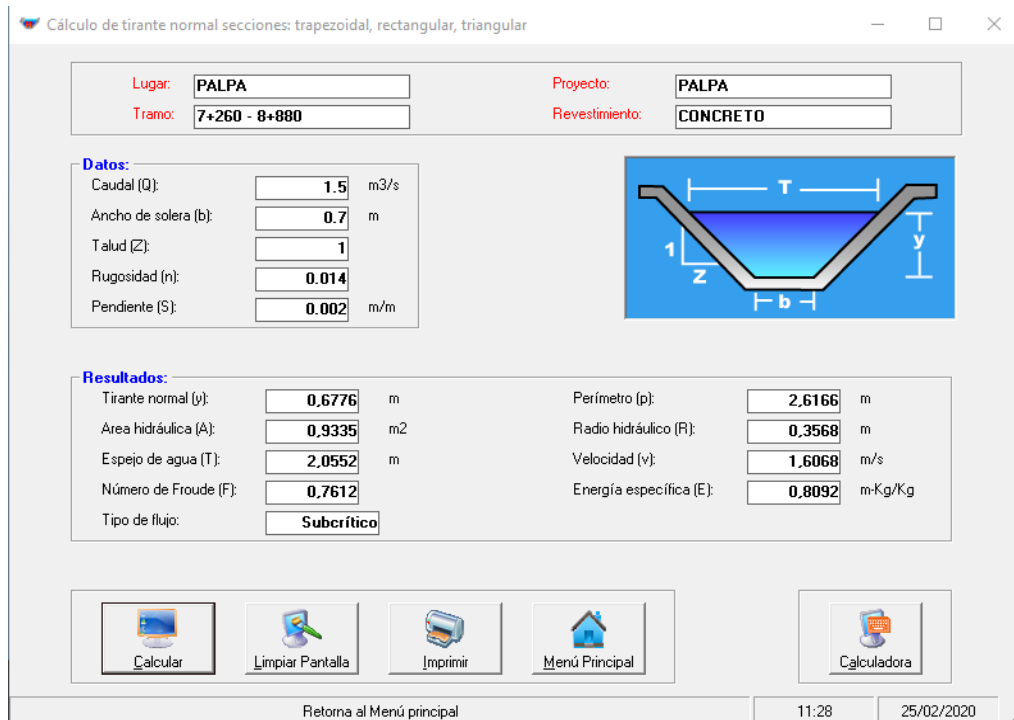 Cálculo de tirante normal secciones: trapezoidal, rectangular, triangular
Lugar: PALPA Proyecto: PALPA
Tramo: 7+260 - 8+880 Revestimiento: CONCRETO
Datos:
Caudal (Q): 1.5 m3/s
Ancho de solera (b): 0.7 m
Talud (Z): 1
Rugosidad (n): 0.014
Pendiente (S): 0.002 m/m
T
1
Z
y
b
Resultados:
Tirante normal (y): 0,6776 m Perímetro (p): 2,6166 m
Area hidráulica (A): 0,9335 m2 Radio hidráulico (R): 0,3568 m
Espejo de agua (T): 2,0552 m Velocidad (v): 1,6068 m/s
Número de Froude (F): 0,7612 Energía específica (E): 0,8092 m-Kg/Kg
Tipo de flujo: Subcrítico
Calcular Limpiar Pantalla Imprimir Menú Principal Calculadora
Retorna al Menú principal 11:28 25/02/2020